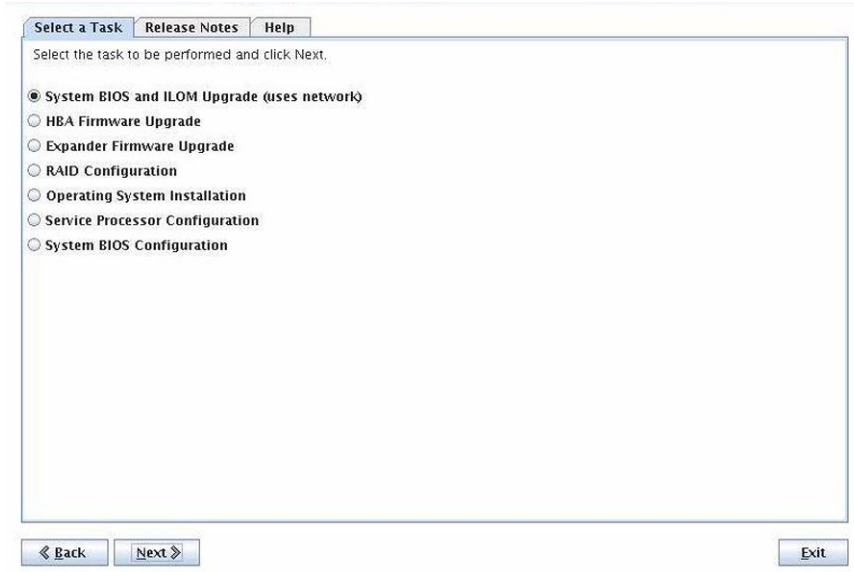 Select a Task Release Notes Help
Select the task to be performed and click Next.
System BIOS and ILOM Upgrade (uses network)
HBA Firmware Upgrade
Expander Firmware Upgrade
RAID Configuration
Operating System Installation
Service Processor Configuration
System BIOS Configuration
Back Next Exit